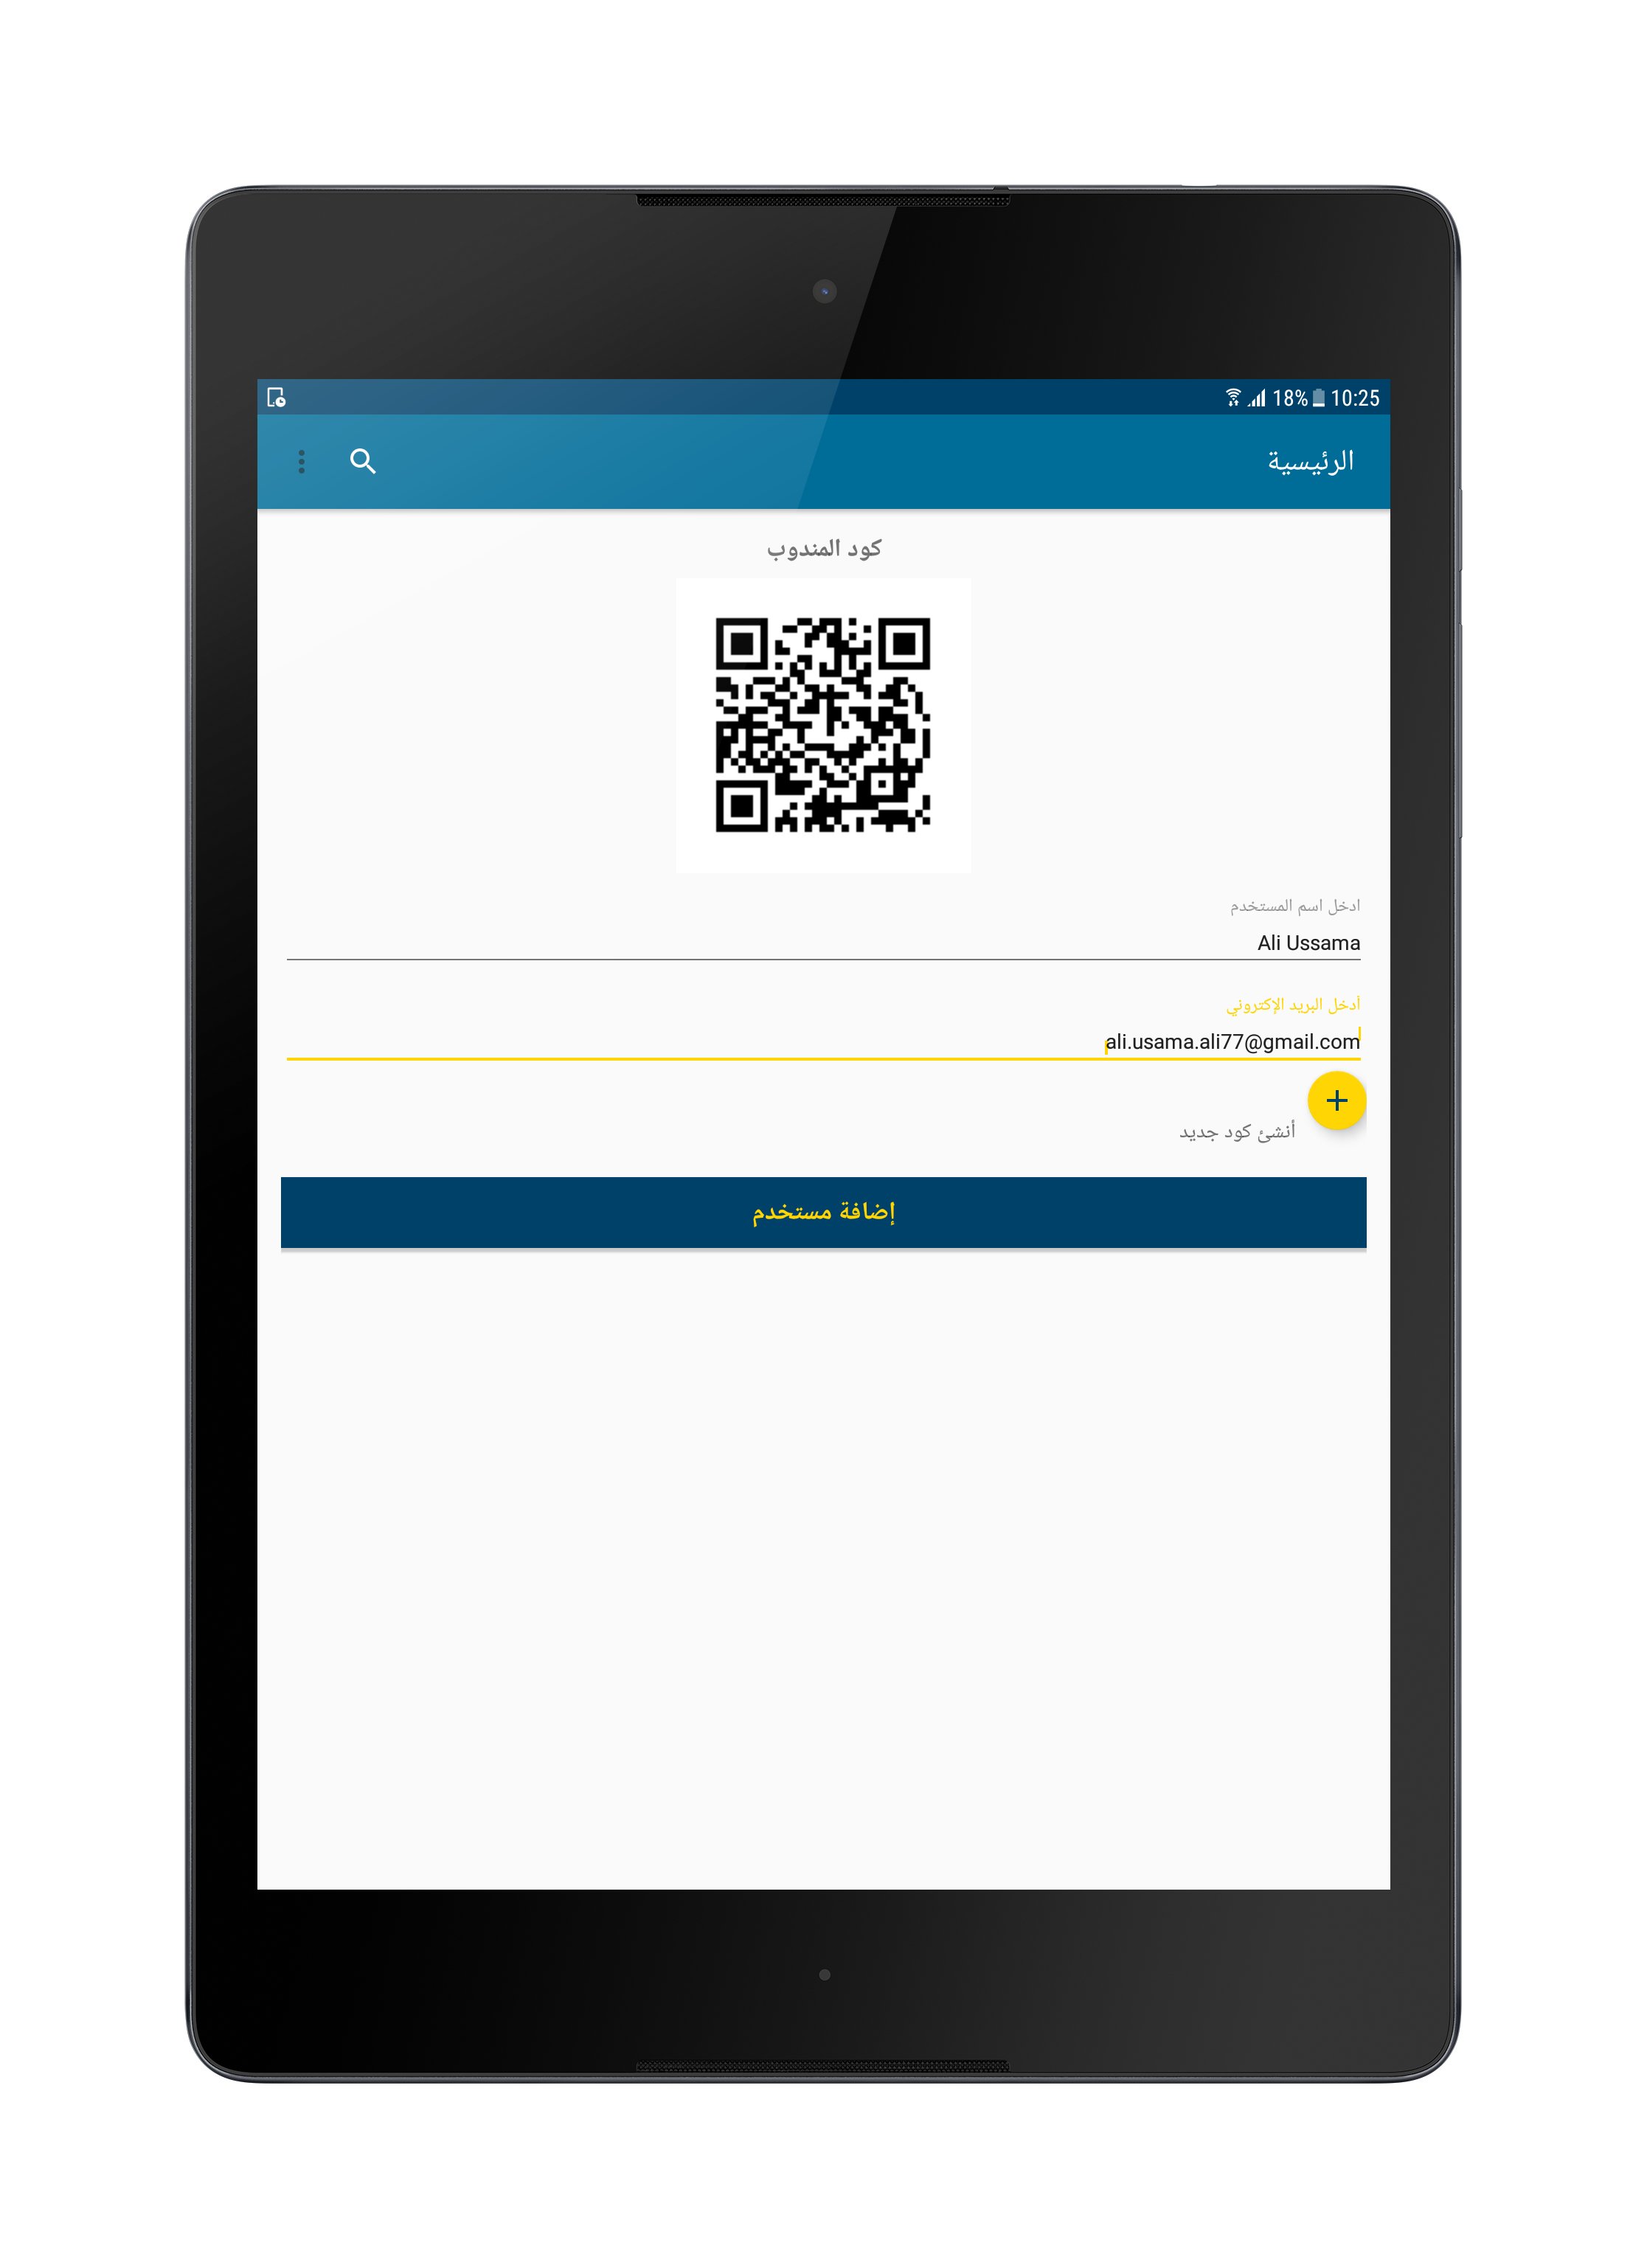 18% 10:25
الرئيسية
كود المندوب
ادخل اسم المستخدم
Ali Ussama
أدخل البريد الإكتروني
ali.usama.ali77@gmail.com
أنشئ كود جديد
إضافة مستخدم